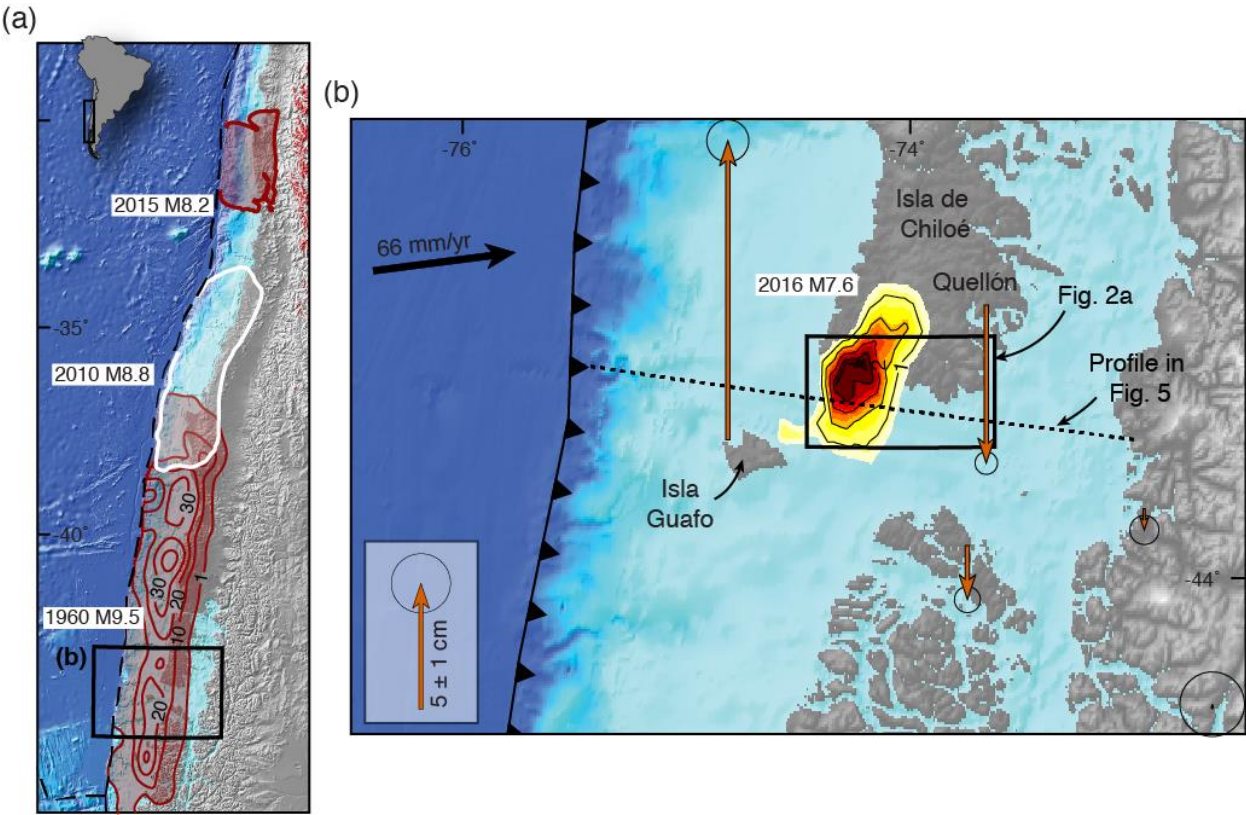 (a)
2015 M8.2
-35°
2010 M8.8
30
-40°
30
20
1
1960 M9.5
10
(b)
20
(b)
-76°
-74°
Isla de
Chiloé
66 mm/yr
2016 M7.6
Quellón
Fig. 2a
2
1
Profile in
Fig. 5
Isla
Guafo
-44°
5 ± 1 cm